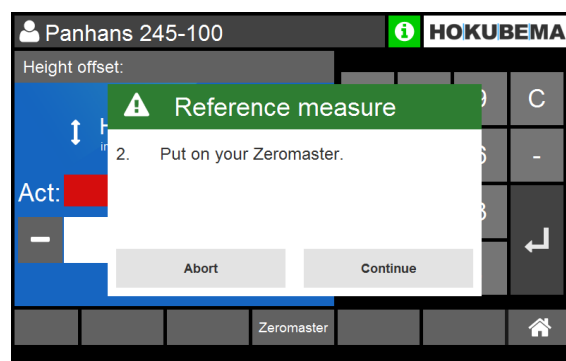 Panhans 245-100
HOKUBEMA
Height offset:
Reference measure
C
2. Put on your Zeromaster.
-
Act:
Abort Continue
Zeromaster